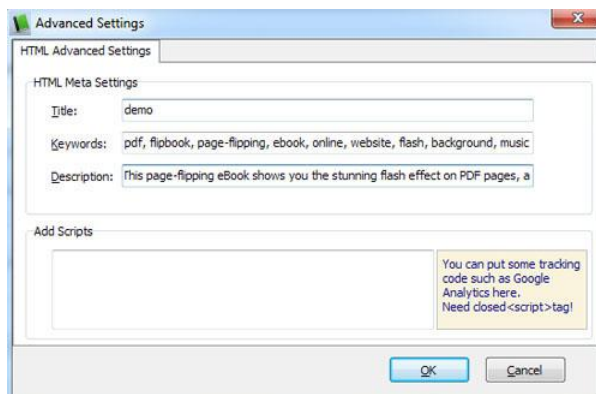 Advanced Settings
HTML Advanced Settings
HTML Meta Settings
Title: demo
Keywords: pdf, flipbook, page-flipping, ebook, online, website, flash, background, music
Description: This page-flipping eBook shows you the stunning flash effect on PDF pages, a
Add Scripts
You can put some tracking
code such as Google
Analytics here.
Need closed<script>tag!
OK Cancel